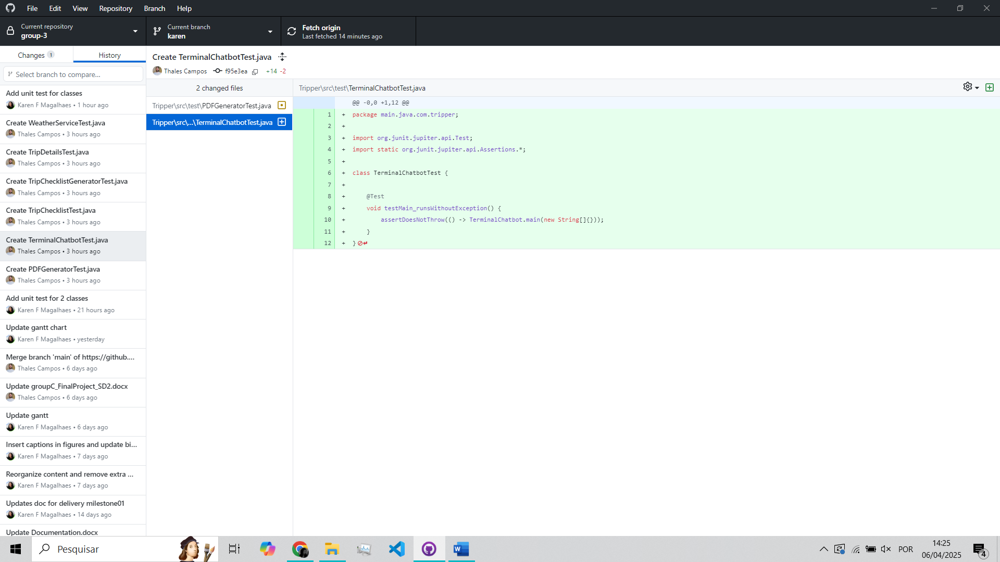 File Edit View Repository Branch Help
Current repository
group-3
Current branch
karen
Fetch origin
Last fetched 14 minutes ago
Changes 1
History
Select branch to compare...
Add unit test for classes
Karen F Magalhaes • 1 hour ago
Create WeatherServiceTest.java
Thales Campos • 3 hours ago
Create TripDetailsTest.java
Thales Campos • 3 hours ago
Create TripChecklistGeneratorTest.java
Thales Campos • 3 hours ago
Create TripChecklistTest.java
Thales Campos • 3 hours ago
Create TerminalChatbotTest.java
Thales Campos • 3 hours ago
Create PDFGeneratorTest.java
Thales Campos • 3 hours ago
Add unit test for 2 classes
Karen F Magalhaes • 21 hours ago
Update gantt chart
Karen F Magalhaes • yesterday
Merge branch 'main' of https://github....
Thales Campos • 6 days ago
Update groupC_FinalProject_SD2.docx
Thales Campos • 6 days ago
Update gantt
Karen F Magalhaes • 6 days ago
Insert captions in figures and update bi...
Karen F Magalhaes • 7 days ago
Reorganize content and remove extra ...
Karen F Magalhaes • 7 days ago
Updates doc for delivery milestone01
Karen F Magalhaes • 14 days ago
Update Documentation.docx
Create TerminalChatbotTest.java
Thales Campos f95e3ea +14 -2
2 changed files
Tripper\src\test\PDFGeneratorTest.java
Tripper\src\...\TerminalChatbotTest.java
Tripper\src\test\TerminalChatbotTest.java
@@ -0,0 +1,12 @@
1 + package main.java.com.tripper;
2 +
3 + import org.junit.jupiter.api.Test;
4 + import static org.junit.jupiter.api.Assertions.*;
5 +
6 + class TerminalChatbotTest {
7 +
8 + @Test
9 + void testMain_runsWithoutException() {
10 + assertDoesNotThrow(() -> TerminalChatbot.main(new String[]{}));
11 + }
12 + }
Pesquisar
POR
14:25
06/04/2025
4